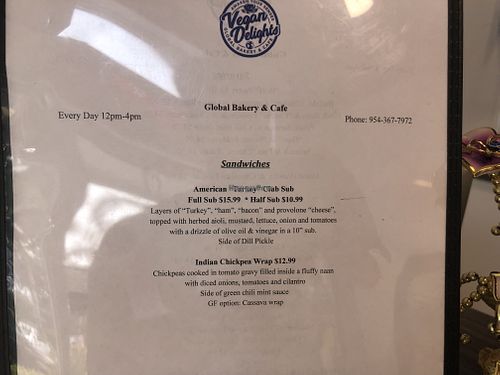 Vegan
Delights
GLOBAL BAKERY & CAFE
Global Bakery & Cafe
Every Day 12pm-4pm
Phone: 954-367-7972
Sandwiches
American "Turkey" Club Sub
Full Sub $15.99 * Half Sub $10.99
Layers of "Turkey", "ham", "bacon" and provolone "cheese",
topped with herbed aioli, mustard, lettuce, onion and tomatoes
with a drizzle of olive oil & vinegar in a 10" sub.
Side of Dill Pickle
Indian Chickpea Wrap $12.99
Chickpeas cooked in tomato gravy filled inside a fluffy naan
with diced onions, tomatoes and cilantro
Side of green chili mint sauce
GF option: Cassava wrap